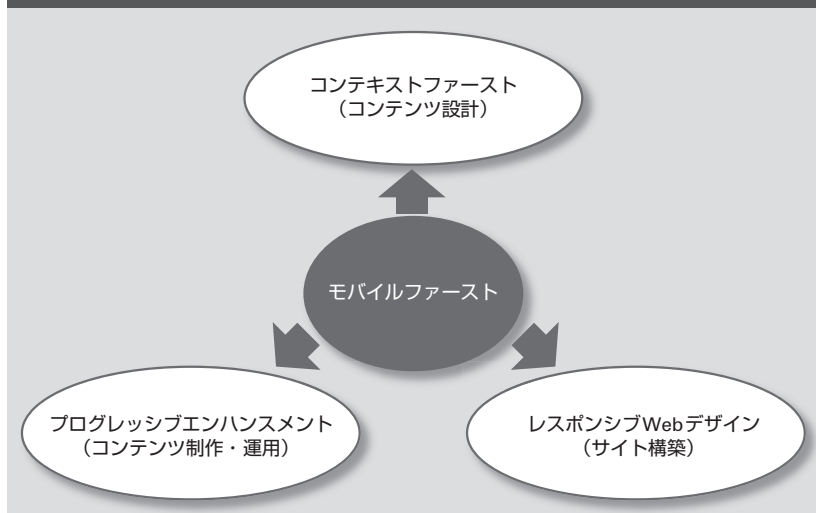 コンテキストファースト
(コンテンツ設計)
モバイルファースト
プログレッシブエンハンスメント
(コンテンツ制作・運用)
レスポンシブWebデザイン
(サイト構築)